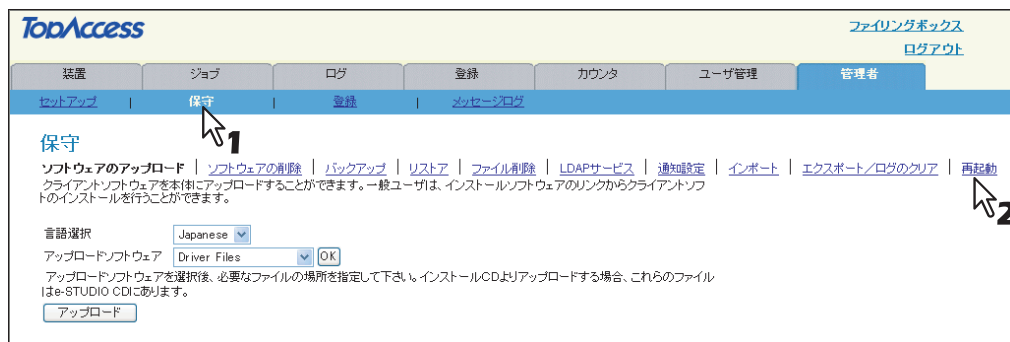 TopAccess
ファイリングボックス
ログアウト
装置 ジョブ ログ 登録 カウンタ ユーザ管理 管理者
セットアップ | 保守 | 登録 | メッセージログ
1
保守
ソフトウェアのアップロード | ソフトウェアの削除 | バックアップ | リストア | ファイル削除 | LDAPサービス | 通知設定 | インポート | エクスポート／ログのクリア | 再起動
クライアントソフトウェアを本体にアップロードすることができます。一般ユーザは、インストールソフトウェアのリンクからクライアントソフ
トのインストールを行うことができます。
2
言語選択 Japanese
アップロードソフトウェア Driver Files OK
アップロードソフトウェアを選択後、必要なファイルの場所を指定して下さい。インストールCDよりアップロードする場合、これらのファイル
はe-STUDIO CDにあります。
アップロード